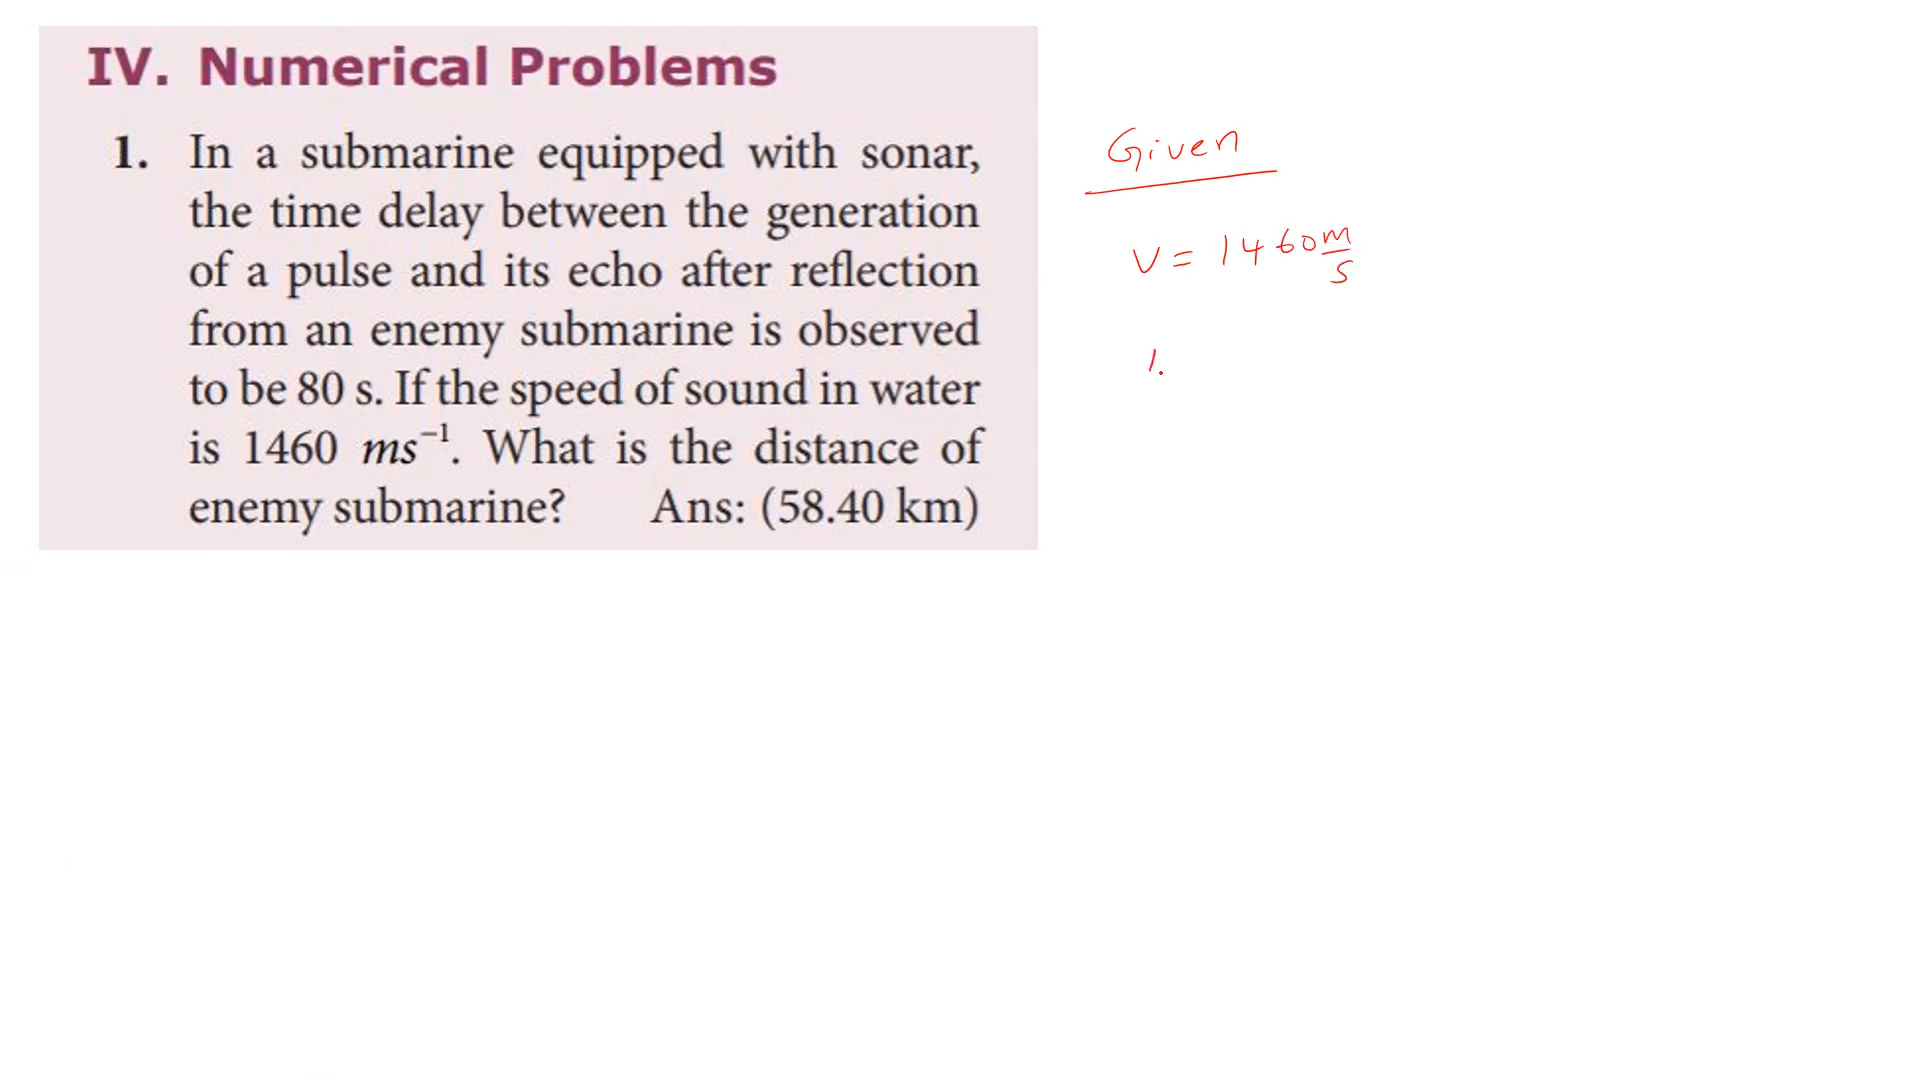 IV. Numerical Problems
1. In a submarine equipped with sonar,
the time delay between the generation
of a pulse and its echo after reflection
from an enemy submarine is observed
to be 80 s. If the speed of sound in water
is 1460 ms⁻¹. What is the distance of
enemy submarine? Ans: (58.40 km)
Given
V = 1460 m/s